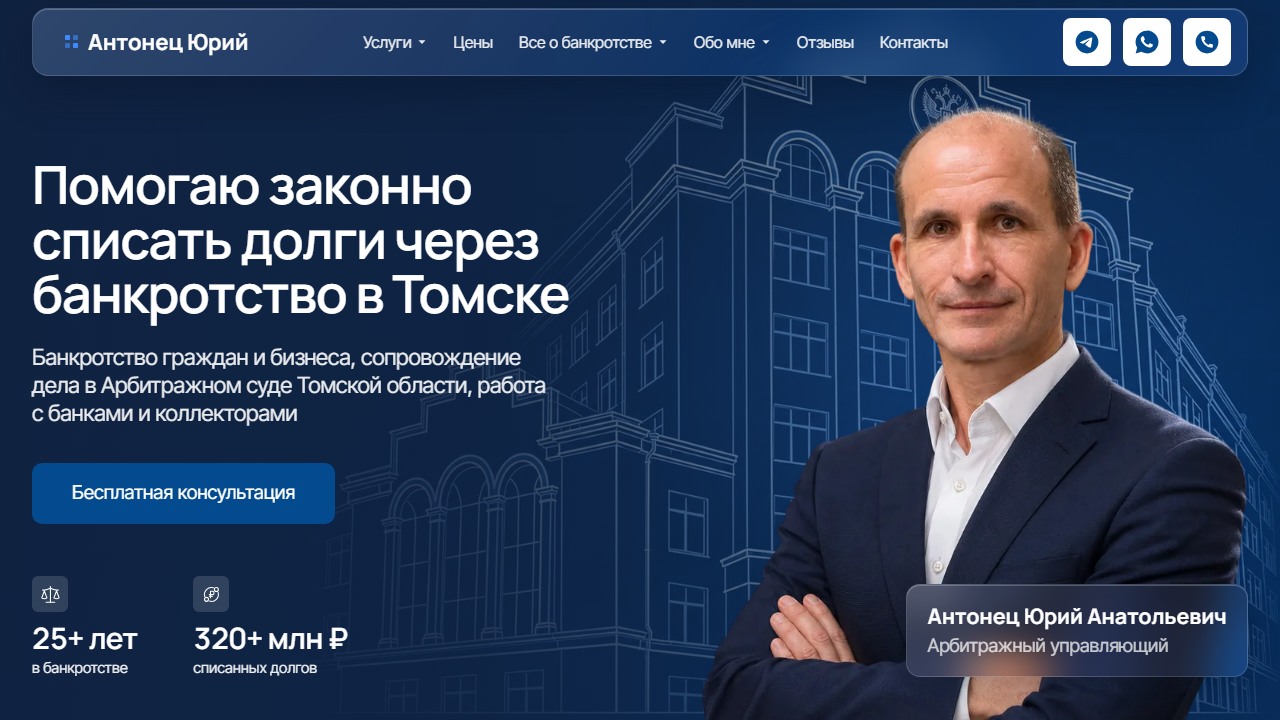 Антонец Юрий
Услуги
Цены
Все о банкротстве
Обо мне
Отзывы
Контакты
Помогаю законно
списать долги через
банкротство в Томске
Банкротство граждан и бизнеса, сопровождение
дела в Арбитражном суде Томской области, работа
с банками и коллекторами
Бесплатная консультация
25+ лет
в банкротстве
320+ млн ₽
списанных долгов
Антонец Юрий Анатольевич
Арбитражный управляющий